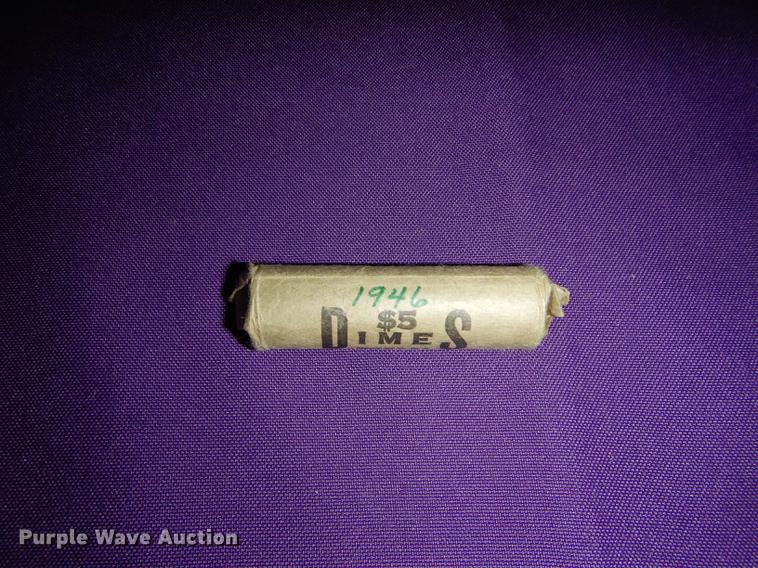 1946
$5
DIMES
Purple Wave Auction